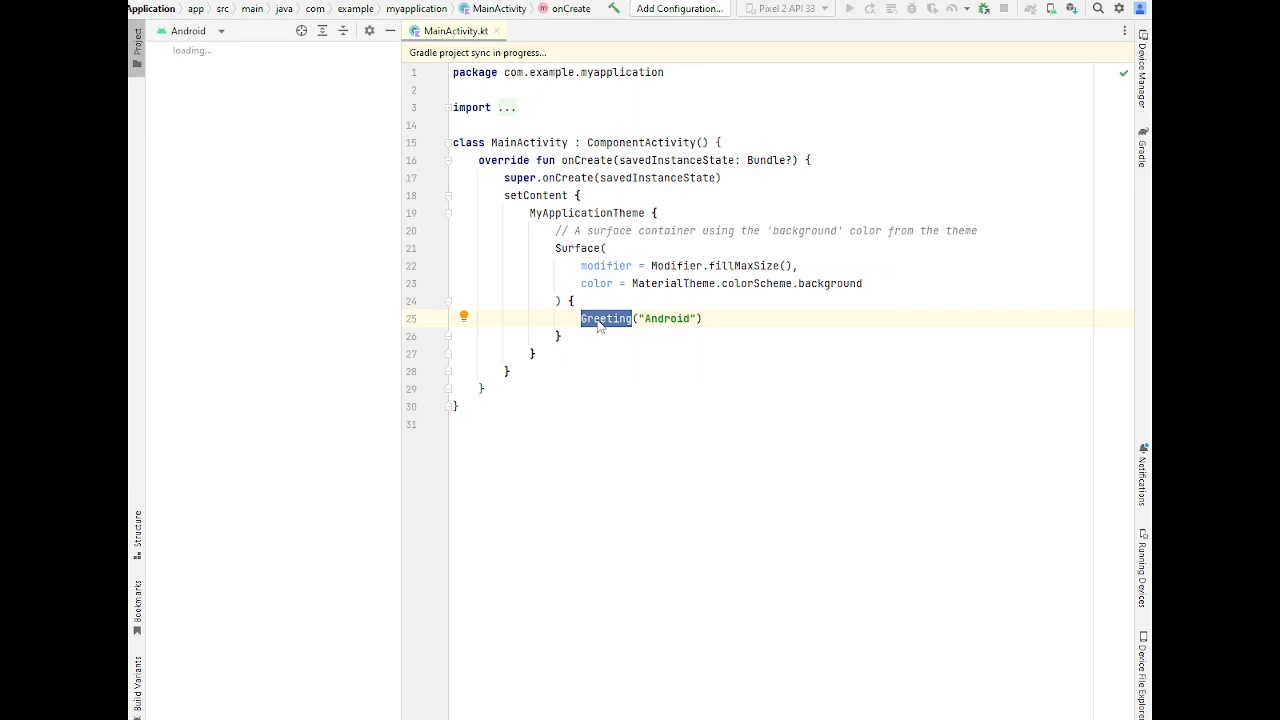 Application app src main java com example myapplication MainActivity onCreate Add Configuration... Pixel 2 API 33
Project
Android
MainActivity.kt
loading...
Gradle project sync in progress...
1 package com.example.myapplication
2
3 import ...
14
15 class MainActivity : ComponentActivity() {
16 override fun onCreate(savedInstanceState: Bundle?) {
17 super.onCreate(savedInstanceState)
18 setContent {
19 MyApplicationTheme {
20 // A surface container using the 'background' color from the theme
21 Surface(
22 modifier = Modifier.fillMaxSize(),
23 color = MaterialTheme.colorScheme.background
24 ) {
25 Greeting("Android")
26 }
27 }
28 }
29 }
30 }
31
Structure
Bookmarks
Build Variants
Device Manager
Gradle
Notifications
Running Devices
Device File Explorer